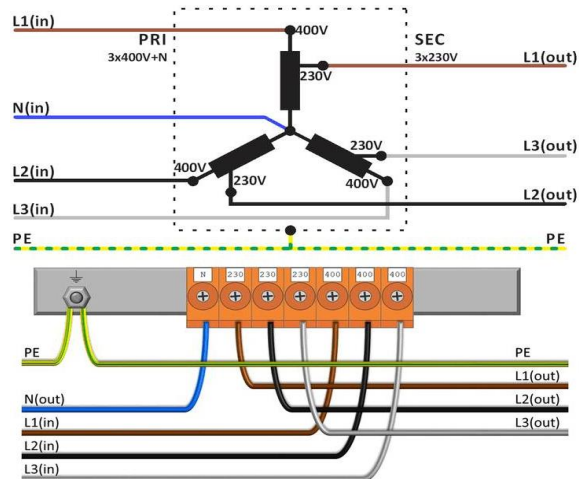 L1(in)
400V
PRI
3x400V+N
SEC
3x230V
230V
L1(out)
N(in)
400V
230V
230V
400V
L3(out)
L2(in)
L2(out)
L3(in)
PE
PE
N 230 230 230 400 400 400
PE
PE
L1(out)
N(out)
L2(out)
L1(in)
L3(out)
L2(in)
L3(in)